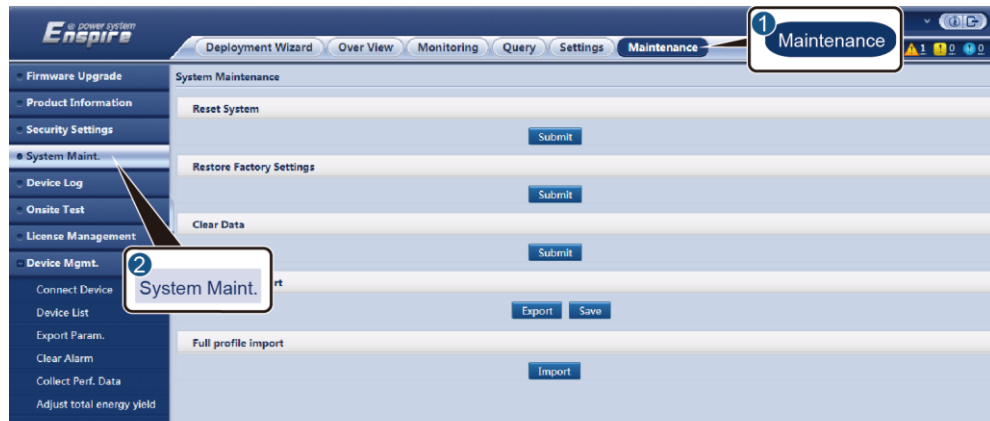 e power system
Enspire
Deployment Wizard Over View Monitoring Query Settings Maintenance
1
Maintenance
1 0 0
Firmware Upgrade
Product Information
Security Settings
System Maint.
Device Log
Onsite Test
License Management
Device Mgmt.
Connect Device
Device List
Export Param.
Clear Alarm
Collect Perf. Data
Adjust total energy yield
2
System Maint.
System Maintenance
Reset System
Submit
Restore Factory Settings
Submit
Clear Data
Submit
rt
Export Save
Full profile import
Import